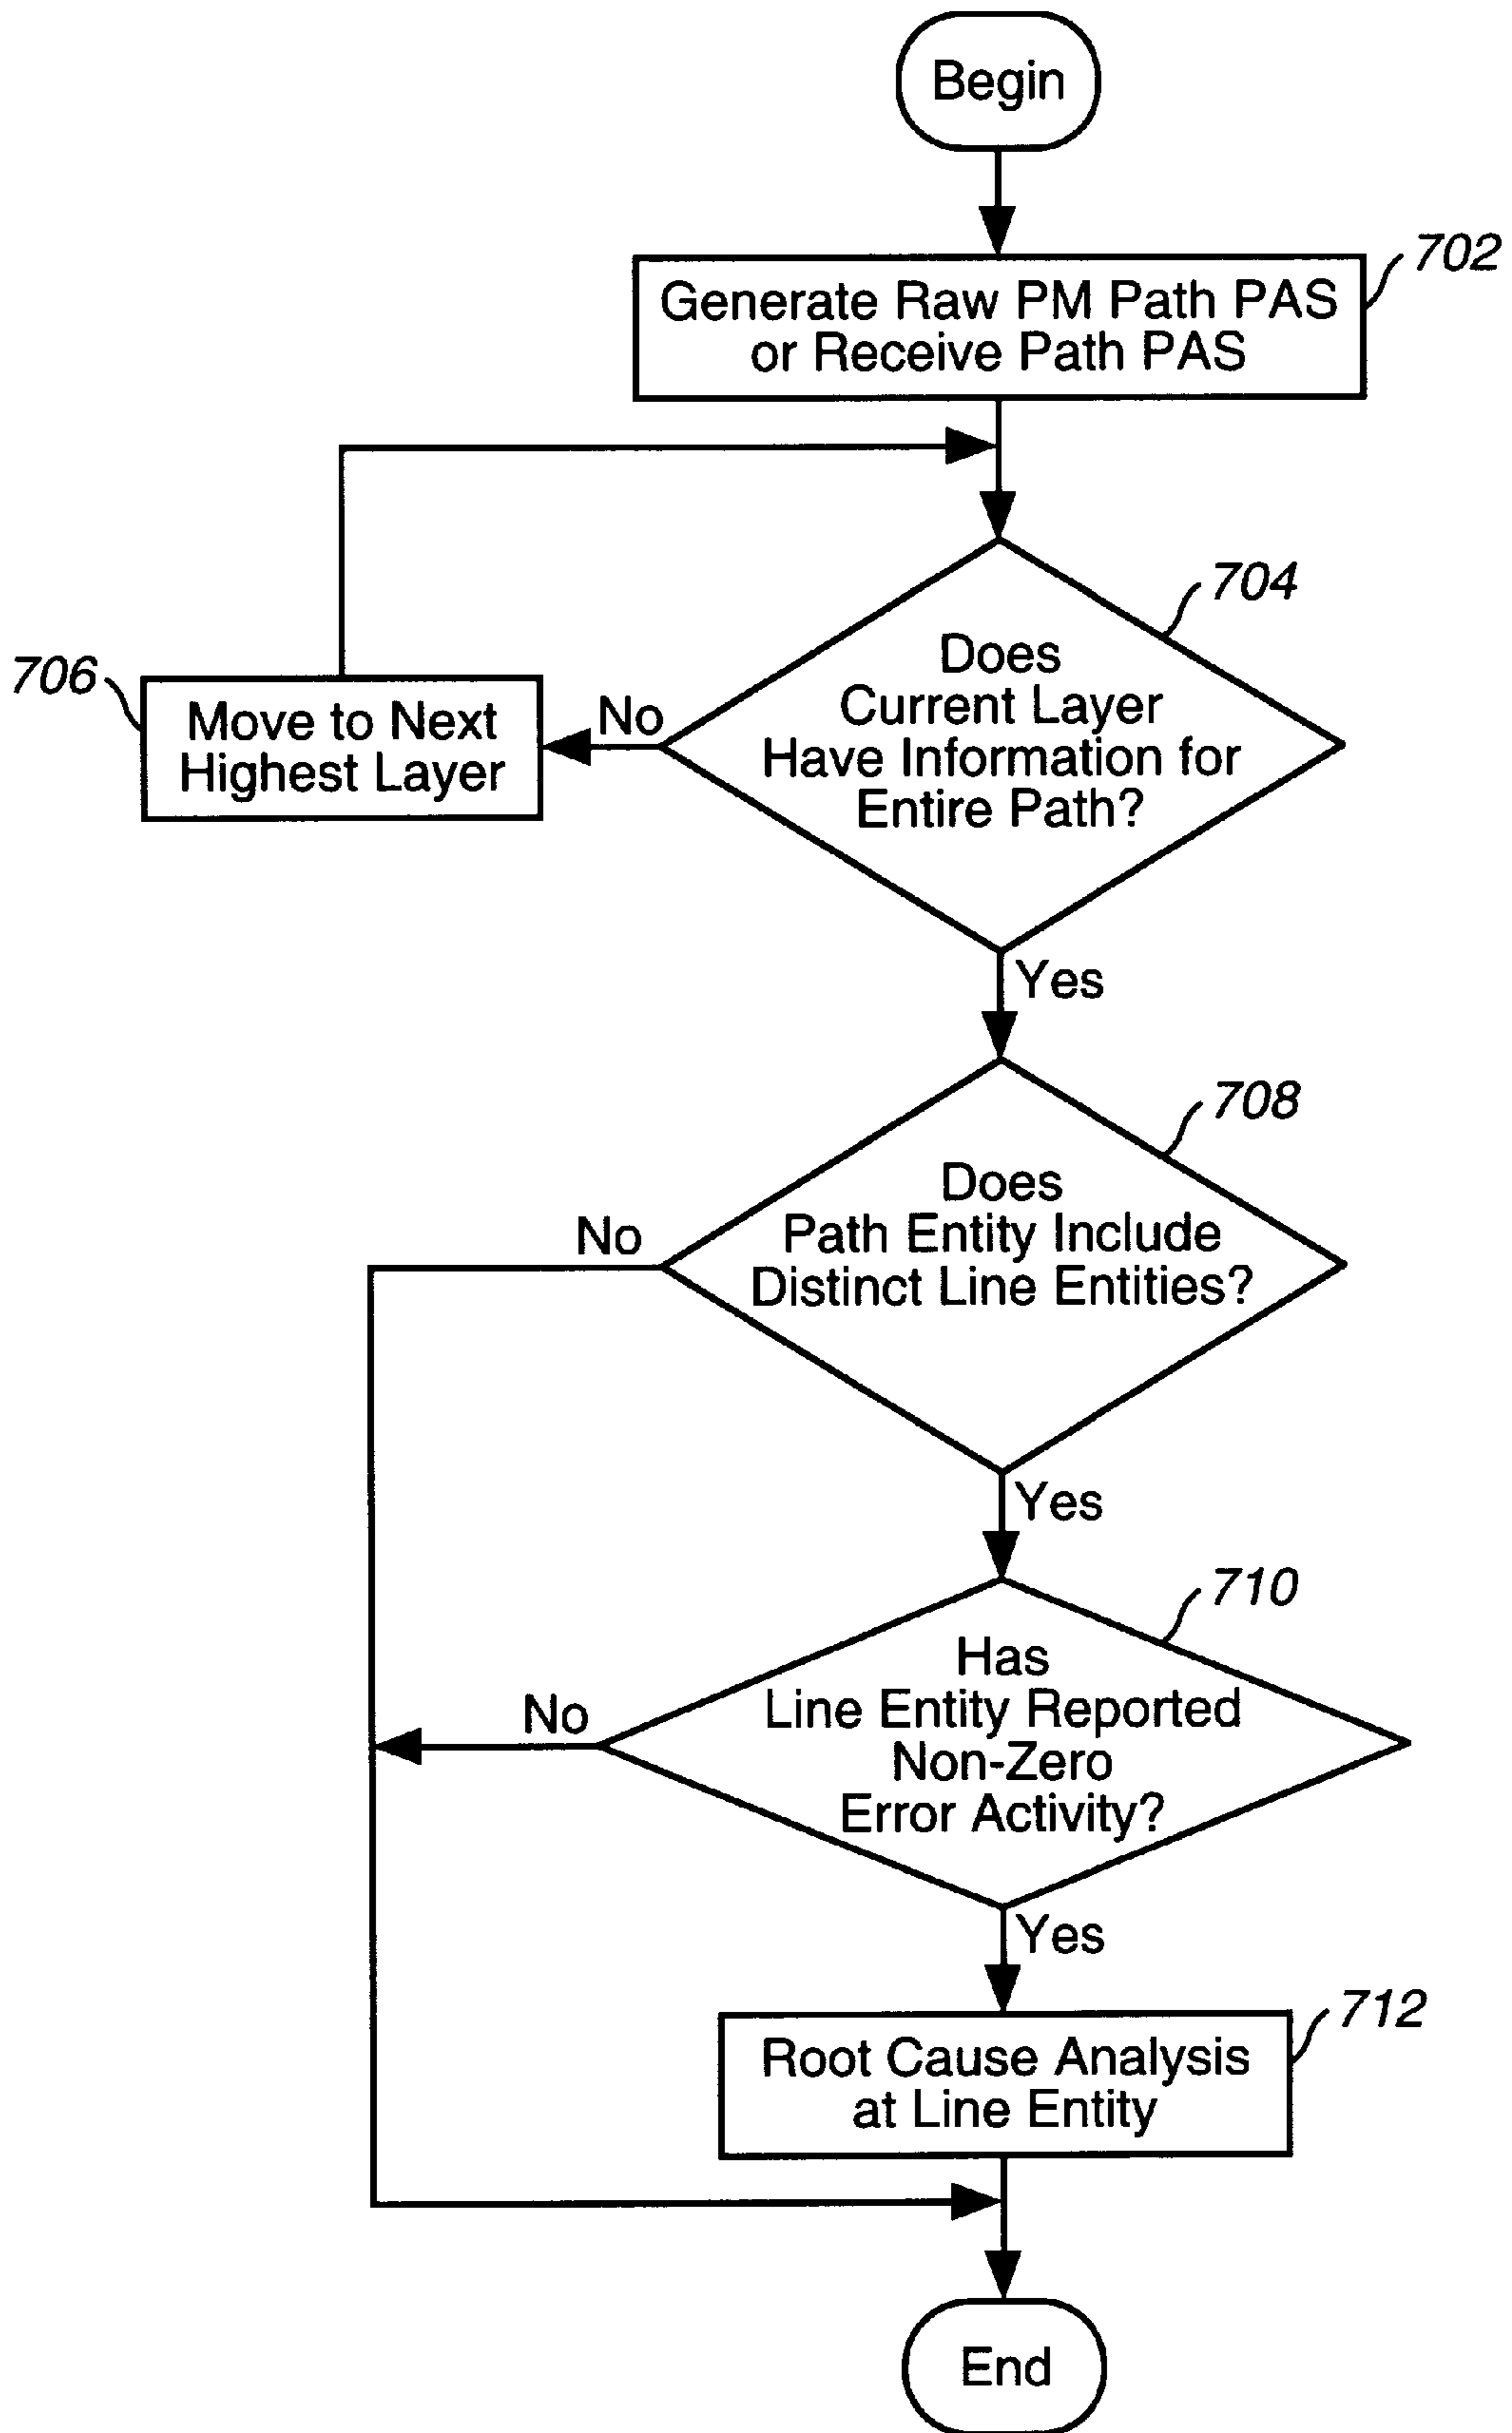 Begin
702
Generate Raw PM Path PAS
or Receive Path PAS
704
Does
Current Layer
Have Information for
Entire Path?
No
706
Move to Next
Highest Layer
Yes
708
Does
Path Entity Include
Distinct Line Entities?
No
Yes
710
Has
Line Entity Reported
Non-Zero
Error Activity?
No
Yes
712
Root Cause Analysis
at Line Entity
End